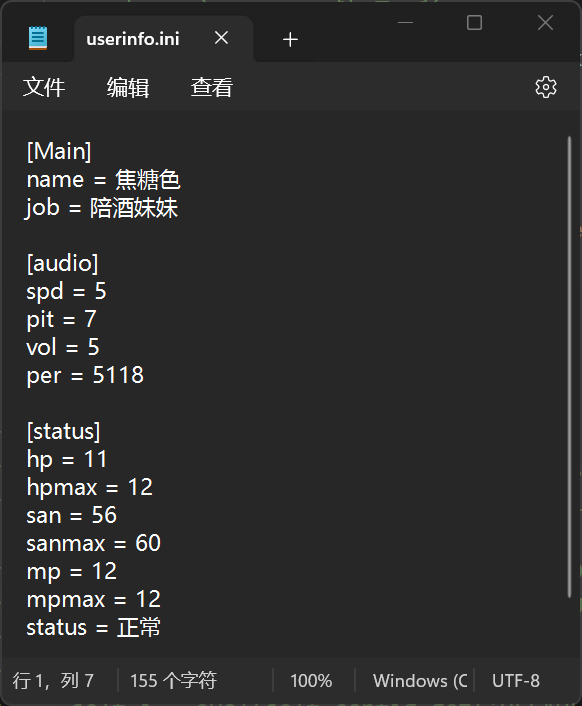 userinfo.ini
文件 编辑 查看
[Main]
name = 焦糖色
job = 陪酒妹妹
[audio]
spd = 5
pit = 7
vol = 5
per = 5118
[status]
hp = 11
hpmax = 12
san = 56
sanmax = 60
mp = 12
mpmax = 12
status = 正常
行 1，列 7 155 个字符 100% Windows (C UTF-8